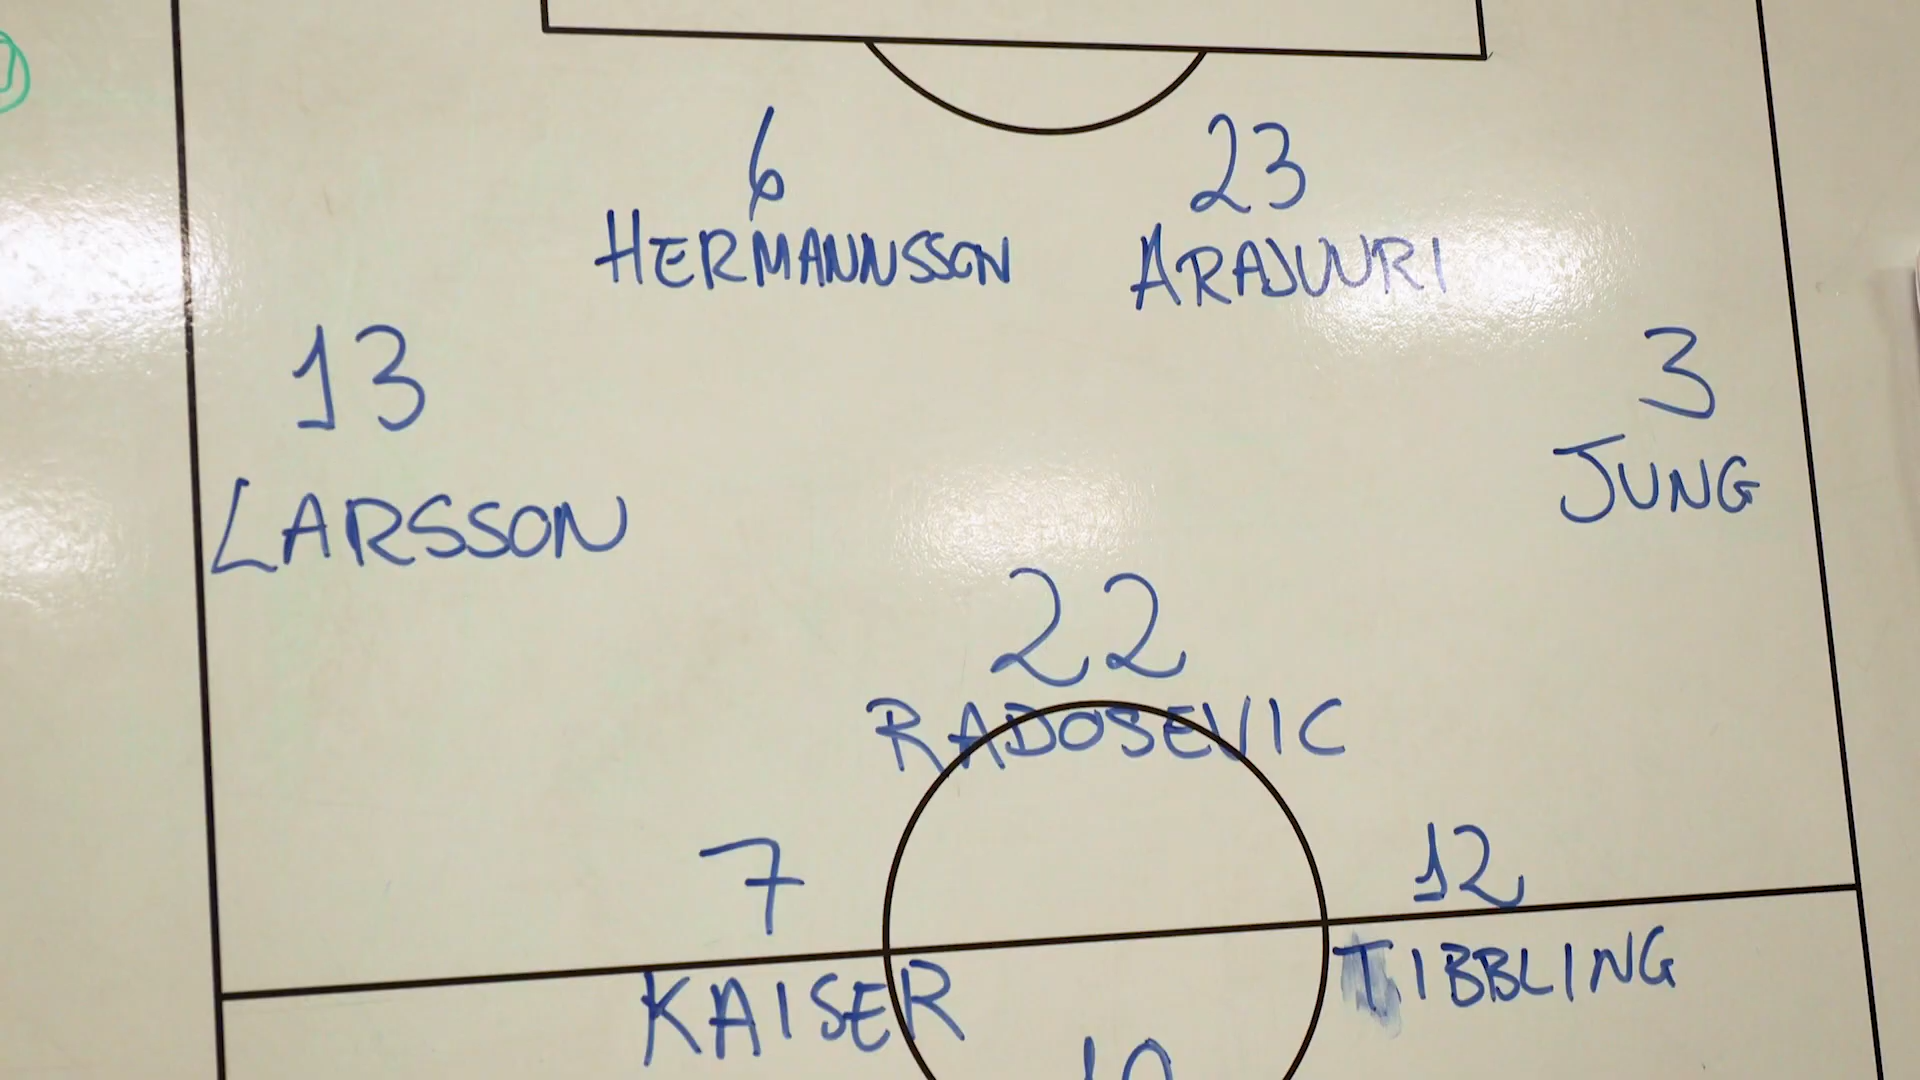 6
HERMANNSSON
23
ARAJUURI
13
LARSSON
3
JUNG
22
RADOSEVIC
7
KAISER
12
TIBBLING